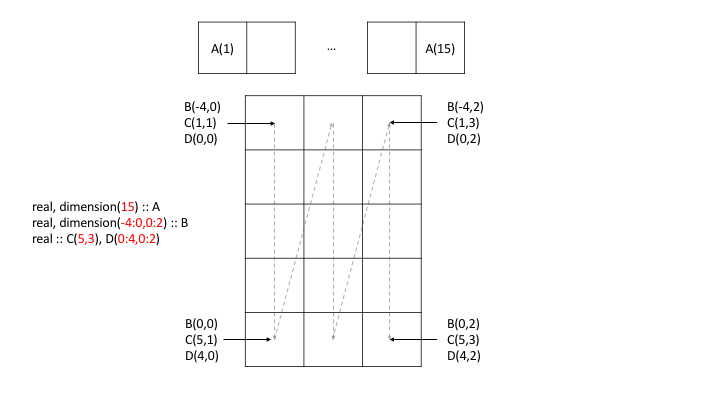 A(1)
...
A(15)
B(-4,0)
C(1,1)
D(0,0)
B(-4,2)
C(1,3)
D(0,2)
real, dimension(15) :: A
real, dimension(-4:0,0:2) :: B
real :: C(5,3), D(0:4,0:2)
B(0,0)
C(5,1)
D(4,0)
B(0,2)
C(5,3)
D(4,2)